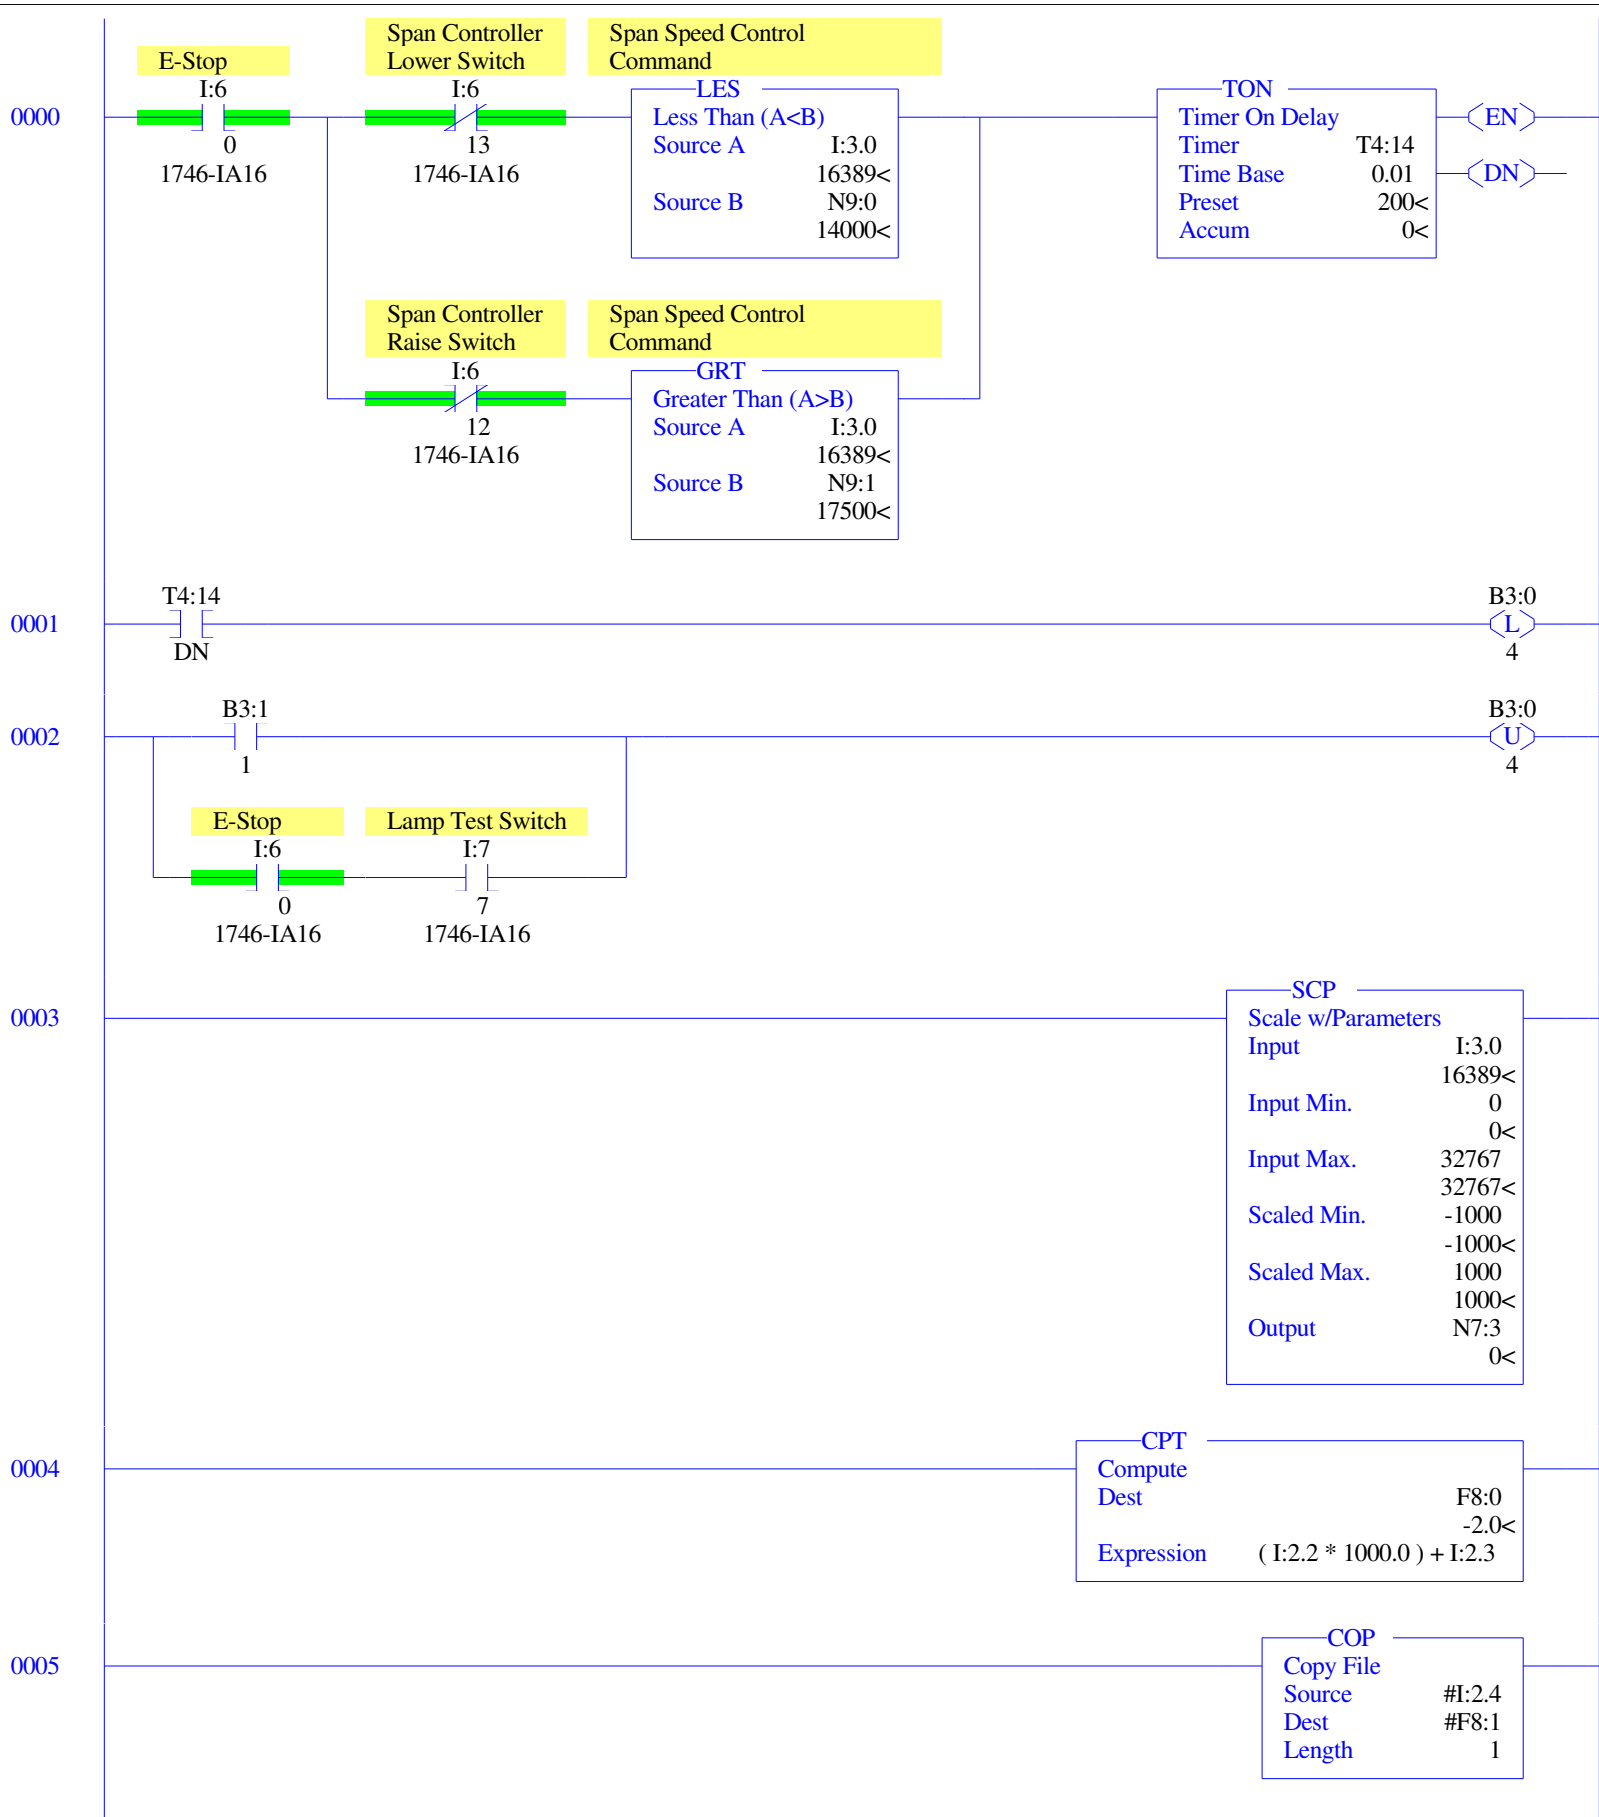 Span Controller
Lower Switch
Span Speed Control
Command
E-Stop
I:6
I:6
LES
TON
0000
Less Than (A<B)
Timer On Delay
EN
0
13
Source A I:3.0
Timer T4:14
1746-IA16
1746-IA16
16389<
Time Base 0.01
DN
Source B N9:0
Preset 200<
14000<
Accum 0<
Span Controller
Raise Switch
Span Speed Control
Command
I:6
GRT
Greater Than (A>B)
12
Source A I:3.0
1746-IA16
16389<
Source B N9:1
17500<
T4:14
B3:0
0001
L
DN
4
B3:1
B3:0
0002
U
1
4
E-Stop
Lamp Test Switch
I:6
I:7
0
7
1746-IA16
1746-IA16
SCP
0003
Scale w/Parameters
Input I:3.0
16389<
Input Min. 0
0<
Input Max. 32767
32767<
Scaled Min. -1000
-1000<
Scaled Max. 1000
1000<
Output N7:3
0<
CPT
0004
Compute
Dest F8:0
-2.0<
Expression ( I:2.2 * 1000.0 ) + I:2.3
COP
0005
Copy File
Source #I:2.4
Dest #F8:1
Length 1